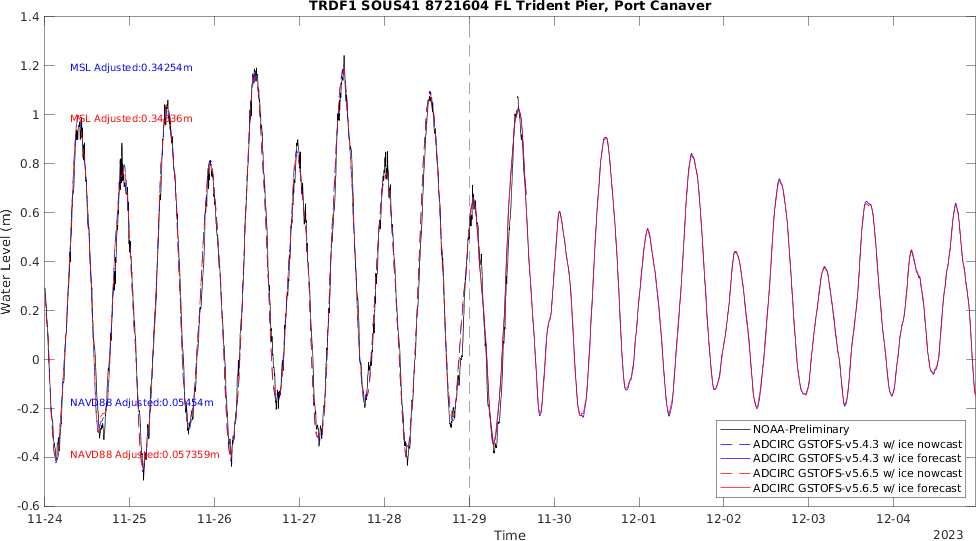 TRDF1 SOUS41 8721604 FL Trident Pier, Port Canaver
1.4
1.2
1
0.8
0.6
0.4
0.2
0
-0.2
-0.4
-0.6
Water Level (m)
MSL Adjusted:0.34254m
MSL Adjusted:
NAVD88 Adjusted:0.05454m
NAVD88 Adjusted:0.057359m
NOAA-Preliminary
ADCIRC GSTOFS-v5.4.3 w/ ice nowcast
ADCIRC GSTOFS-v5.4.3 w/ ice forecast
ADCIRC GSTOFS-v5.6.5 w/ ice nowcast
ADCIRC GSTOFS-v5.6.5 w/ ice forecast
11-24
11-25
11-26
11-27
11-28
11-29
11-30
12-01
12-02
12-03
12-04
Time
2023